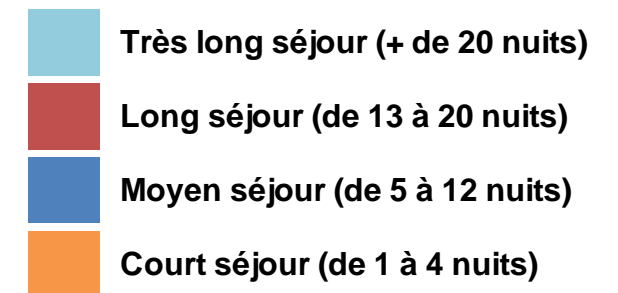 Très long séjour (+ de 20 nuits)
Long séjour (de 13 à 20 nuits)
Moyen séjour (de 5 à 12 nuits)
Court séjour (de 1 à 4 nuits)